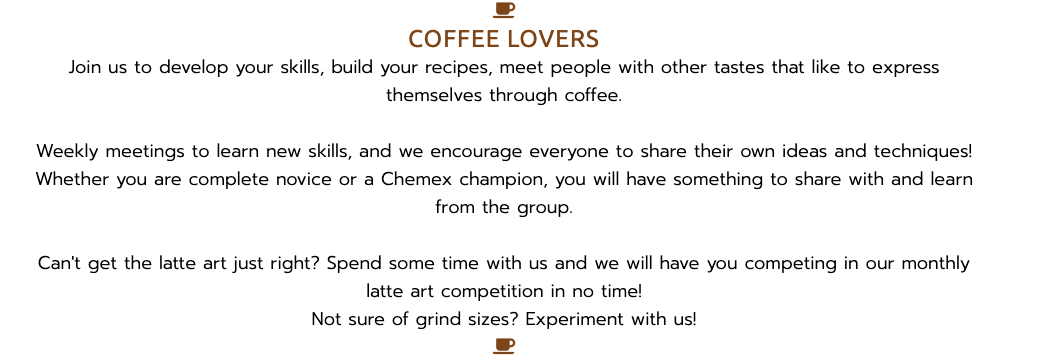 COFFEE LOVERS
Join us to develop your skills, build your recipes, meet people with other tastes that like to express
themselves through coffee.
Weekly meetings to learn new skills, and we encourage everyone to share their own ideas and techniques!
Whether you are complete novice or a Chemex champion, you will have something to share with and learn
from the group.
Can't get the latte art just right? Spend some time with us and we will have you competing in our monthly
latte art competition in no time!
Not sure of grind sizes? Experiment with us!